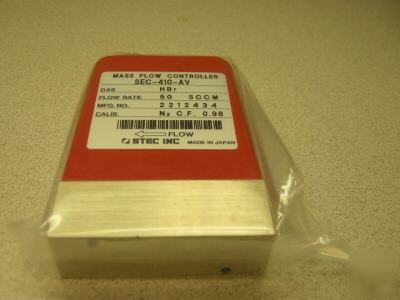 MASS FLOW CONTROLLER
SEC-410-AV
GAS HBr
FLOW RATE 50 SCCM
MFG.NO. 2212434
CALIB. N₂ C.F. 0.98
FLOW
STEC INC MADE IN JAPAN